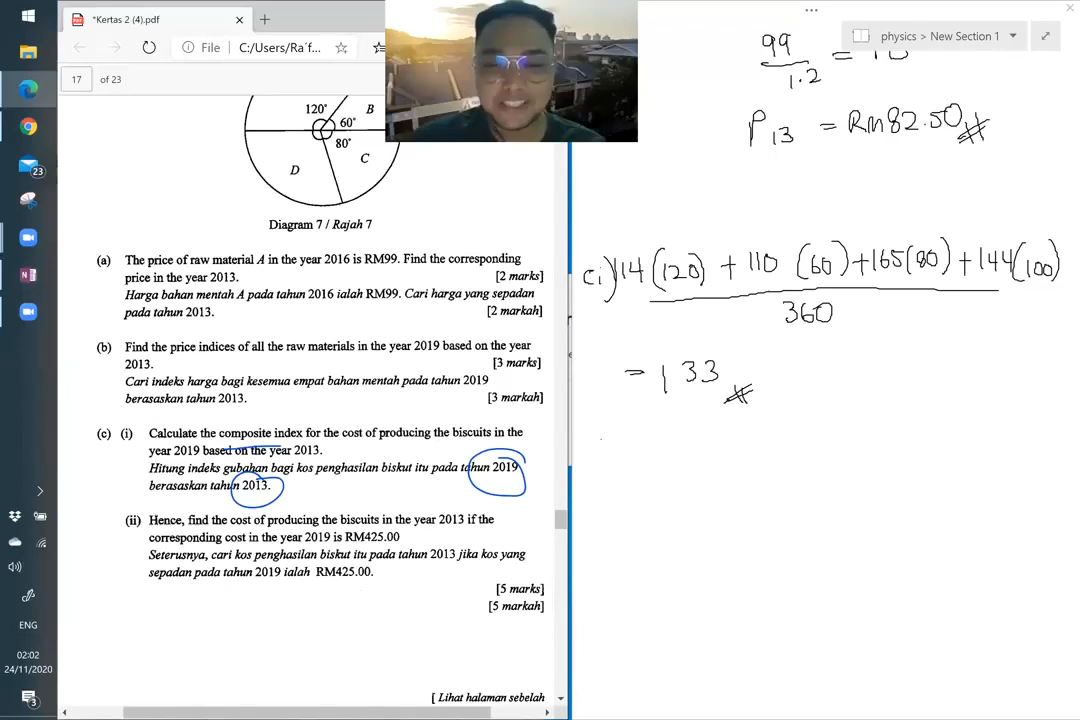 *Kertas 2 (4).pdf
File
C:/Users/Ra'f...
17 of 23
physics > New Section 1
120°
B
60°
80°
C
D
Diagram 7 / Rajah 7
(a) The price of raw material A in the year 2016 is RM99. Find the corresponding
price in the year 2013. [2 marks]
Harga bahan mentah A pada tahun 2016 ialah RM99. Cari harga yang sepadan
pada tahun 2013. [2 markah]
(b) Find the price indices of all the raw materials in the year 2019 based on the year
2013. [3 marks]
Cari indeks harga bagi kesemua empat bahan mentah pada tahun 2019
berasaskan tahun 2013. [3 markah]
(c) (i) Calculate the composite index for the cost of producing the biscuits in the
year 2019 based on the year 2013.
Hitung indeks gubahan bagi kos penghasilan biskut itu pada tahun 2019
berasaskan tahun 2013.
(ii) Hence, find the cost of producing the biscuits in the year 2013 if the
corresponding cost in the year 2019 is RM425.00
Seterusnya, cari kos penghasilan biskut itu pada tahun 2013 jika kos yang
sepadan pada tahun 2019 ialah RM425.00.
[5 marks]
[5 markah]
[ Lihat halaman sebelah
99
1.2
=
P13 = RM82.50
ci) 114 (120) + 110 (60) + 165(80) + 144(100)
360
= 133
23
ENG
02:02
24/11/2020
3